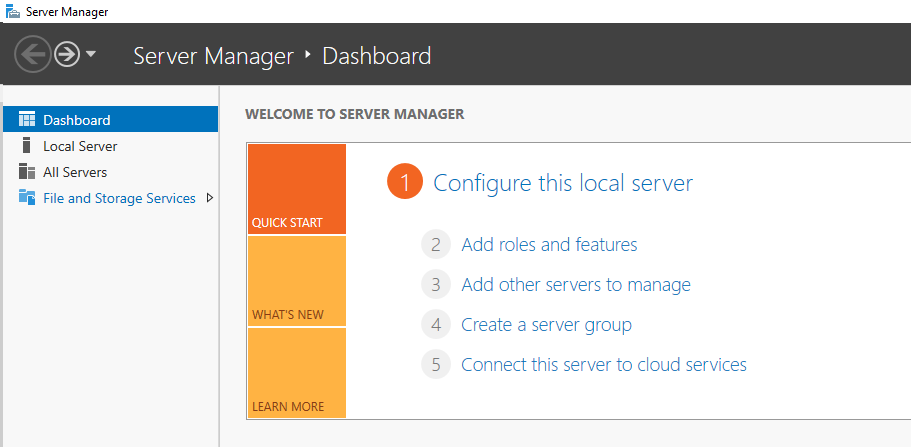 Server Manager
Server Manager ‣ Dashboard
Dashboard
Local Server
All Servers
File and Storage Services
WELCOME TO SERVER MANAGER
QUICK START
WHAT'S NEW
LEARN MORE
1 Configure this local server
2 Add roles and features
3 Add other servers to manage
4 Create a server group
5 Connect this server to cloud services